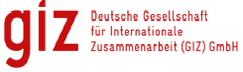 giz
Deutsche Gesellschaft
für Internationale
Zusammenarbeit (GIZ) GmbH